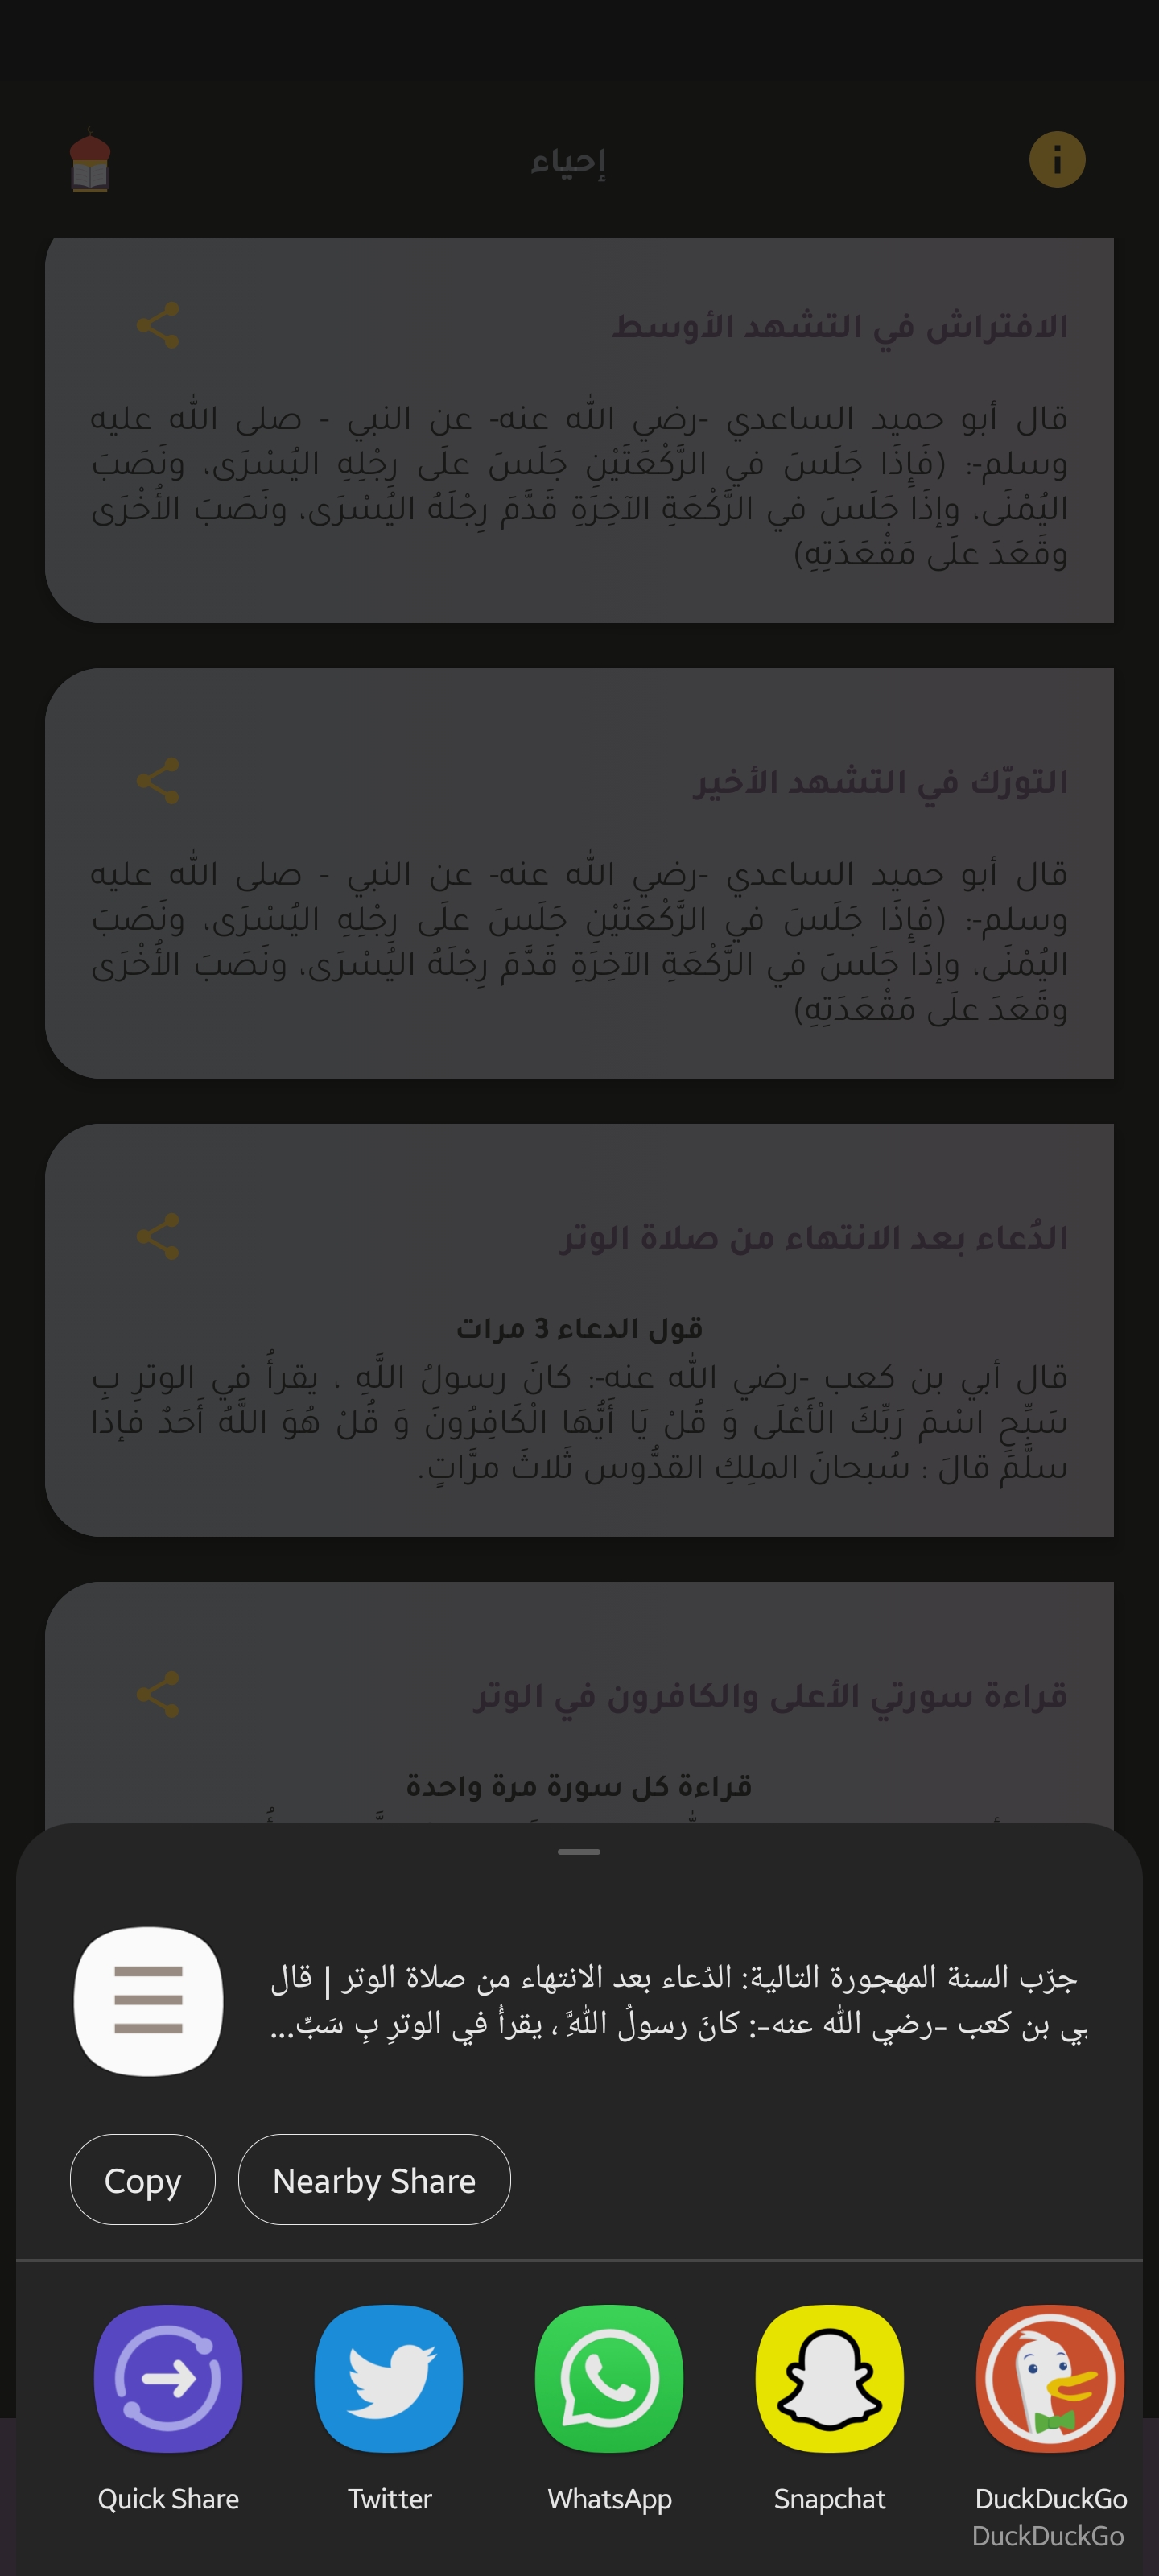 إحياء
الافتراش في التشهد الأوسط
قال أبو حميد الساعدي -رضي الله عنه- عن النبي - صلى الله عليه
وسلم-: (فَإِذَا جَلَسَ في الرَّكْعَتَيْنِ جَلَسَ علَى رِجْلِهِ اليُسْرَى، ونَصَبَ
اليُمْنَى، وإذَا جَلَسَ في الرَّكْعَةِ الآخِرَةِ قَدَّمَ رِجْلَهُ اليُسْرَى، ونَصَبَ الأُخْرَى
وقَعَدَ علَى مَقْعَدَتِهِ)
التورّك في التشهد الأخير
قال أبو حميد الساعدي -رضي الله عنه- عن النبي - صلى الله عليه
وسلم-: (فَإِذَا جَلَسَ في الرَّكْعَتَيْنِ جَلَسَ علَى رِجْلِهِ اليُسْرَى، ونَصَبَ
اليُمْنَى، وإذَا جَلَسَ في الرَّكْعَةِ الآخِرَةِ قَدَّمَ رِجْلَهُ اليُسْرَى، ونَصَبَ الأُخْرَى
وقَعَدَ علَى مَقْعَدَتِهِ)
الدُعاء بعد الانتهاء من صلاة الوتر
قول الدعاء 3 مرات
قال أبي بن كعب -رضي الله عنه-: كانَ رسولُ اللَّهِ ، يقرأُ في الوترِ بِ
سَبِّحِ اسْمَ رَبِّكَ الْأَعْلَى وَ قُلْ يَا أَيُّهَا الْكَافِرُونَ وَ قُلْ هُوَ اللَّهُ أَحَدٌ فَإذا
سلَّمَ قالَ : سُبحانَ الملِكِ القدُّوس ثَلاثَ مرَّاتٍ.
قراءة سورتي الأعلى والكافرون في الوتر
قراءة كل سورة مرة واحدة
جرّب السنة المهجورة التالية: الدُعاء بعد الانتهاء من صلاة الوتر | قال
بي بن كعب -رضي الله عنه-: كانَ رسولُ اللَّهِ ، يقرأُ في الوترِ بِ سَبِّ...
Copy
Nearby Share
Quick Share
Twitter
WhatsApp
Snapchat
DuckDuckGo
DuckDuckGo